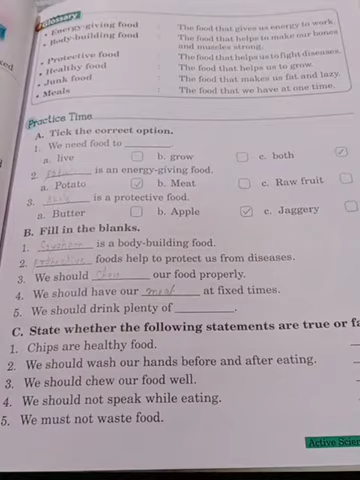 Glossary
• Energy-giving food : The food that gives us energy to work.
• Body-building food : The food that helps to make our bones
and muscles strong.
• Protective food : The food that helps us to fight diseases.
• Healthy food : The food that helps us to grow.
• Junk food : The food that makes us fat and lazy.
• Meals : The food that we have at one time.
Practice Time
A. Tick the correct option.
1. We need food to ________
a. live b. grow c. both ✓
2. ________ is an energy-giving food.
a. Potato ✓ b. Meat c. Raw fruit
3. ________ is a protective food.
a. Butter b. Apple ✓ c. Jaggery
B. Fill in the blanks.
1. ________ is a body-building food.
2. protective foods help to protect us from diseases.
3. We should chew our food properly.
4. We should have our meal at fixed times.
5. We should drink plenty of ________.
C. State whether the following statements are true or fa
1. Chips are healthy food.
2. We should wash our hands before and after eating.
3. We should chew our food well.
4. We should not speak while eating.
5. We must not waste food.
Active Scien